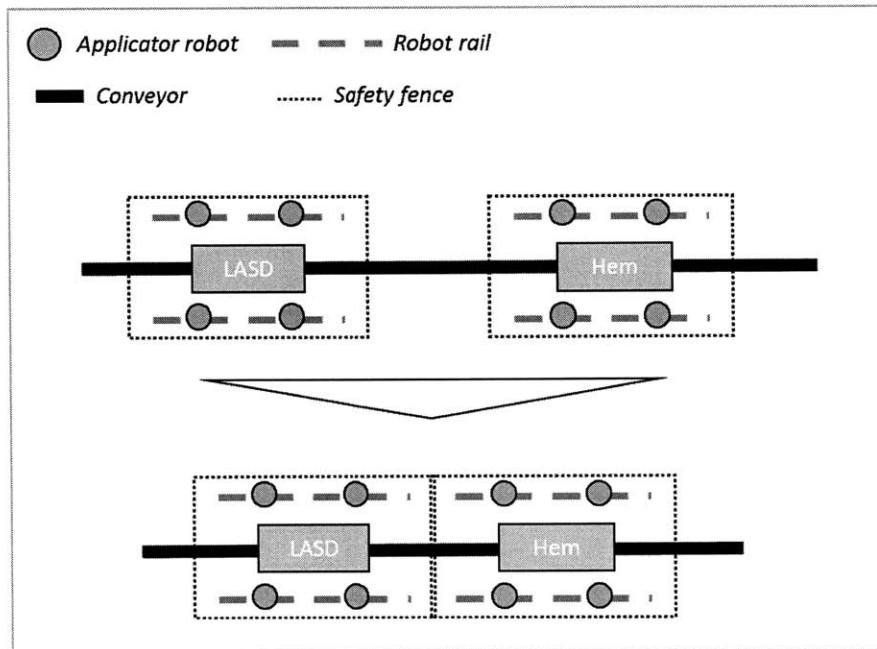 Applicator robot
Robot rail
Conveyor
Safety fence
LASD
Hem
LASD
Hem